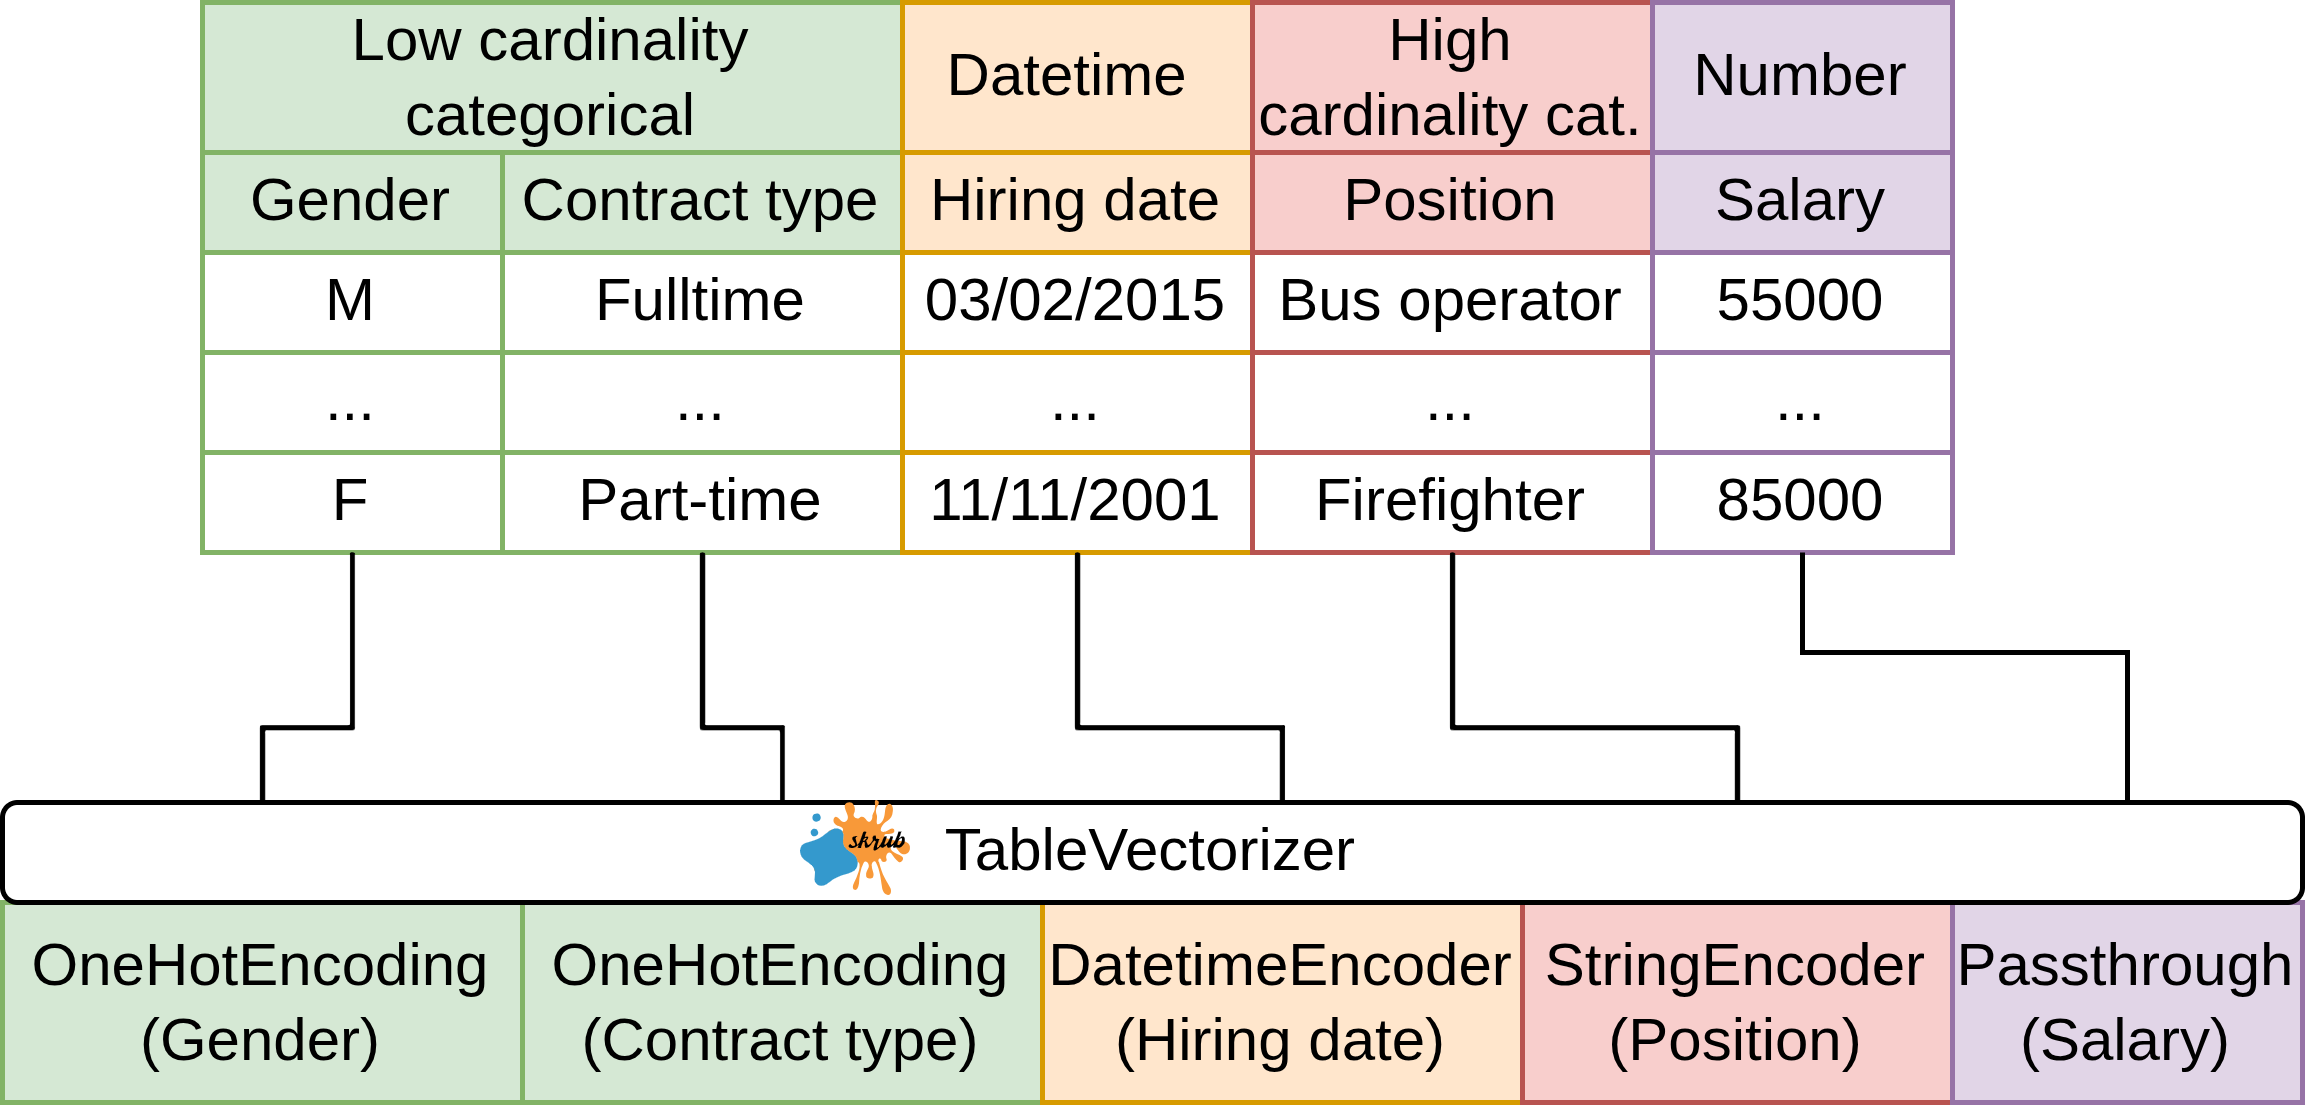 Low cardinality
categorical
Datetime
High
cardinality cat.
Number
Gender
Contract type
Hiring date
Position
Salary
M
Fulltime
03/02/2015
Bus operator
55000
...
...
...
...
...
F
Part-time
11/11/2001
Firefighter
85000
skrub
TableVectorizer
OneHotEncoding
(Gender)
OneHotEncoding
(Contract type)
DatetimeEncoder
(Hiring date)
StringEncoder
(Position)
Passthrough
(Salary)